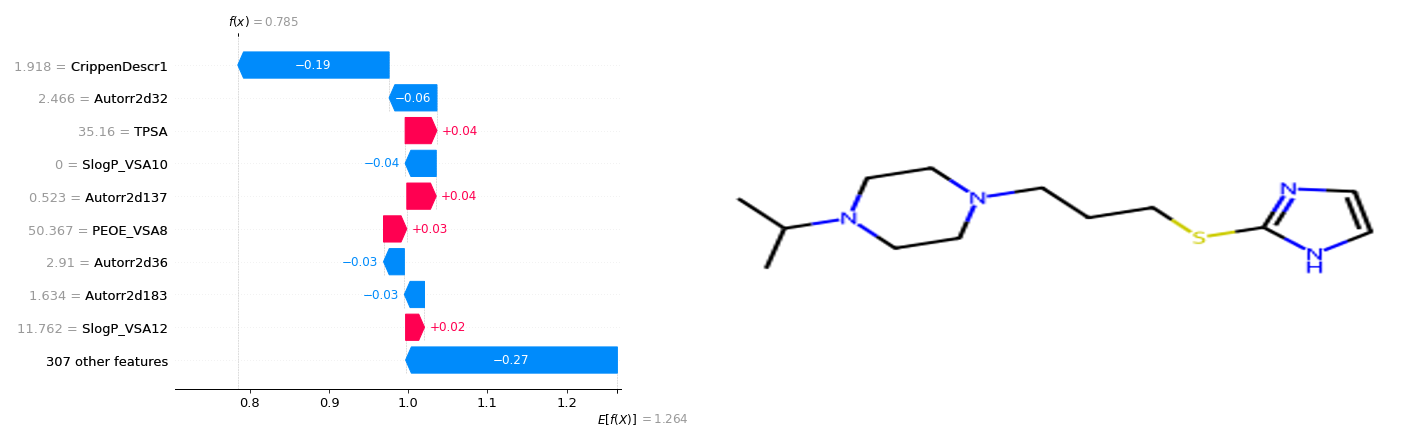 f(x) = 0.785
1.918 = CrippenDescr1
−0.19
2.466 = Autorr2d32
−0.06
35.16 = TPSA
+0.04
0 = SlogP_VSA10
−0.04
0.523 = Autorr2d137
+0.04
50.367 = PEOE_VSA8
+0.03
2.91 = Autorr2d36
−0.03
1.634 = Autorr2d183
−0.03
11.762 = SlogP_VSA12
+0.02
307 other features
−0.27
0.8 0.9 1.0 1.1 1.2
E[f(X)] = 1.264
N
N
S
N
N
H